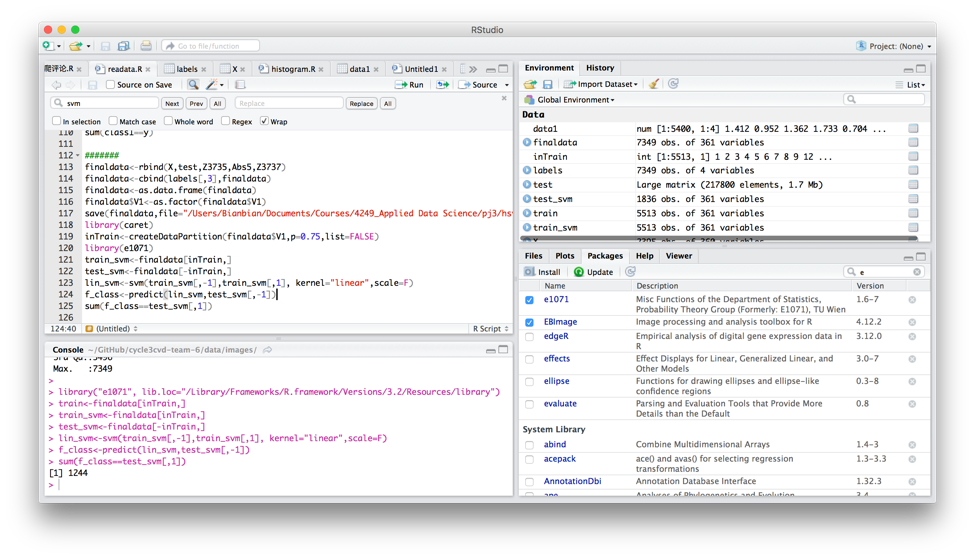 RStudio
Go to file/function
Project: (None)
爬评论.R
readata.R
labels
X
histogram.R
data1
Untitled1
Source on Save
Run
Source
svm
Next
Prev
All
Replace
Replace
All
In selection
Match case
Whole word
Regex
Wrap
110 sum(class1==y)
111
112 #######
113 finaldata<-rbind(X,test,Z3735,Abs5,Z3737)
114 finaldata<-cbind(labels[,3],finaldata)
115 finaldata<-as.data.frame(finaldata)
116 finaldata$V1<-as.factor(finaldata$V1)
117 save(finaldata,file="/Users/Bianbian/Documents/Courses/4249_Applied Data Science/pj3/hsv
118 library(caret)
119 inTrain<-createDataPartition(finaldata$V1,p=0.75,list=FALSE)
120 library(e1071)
121 train_svm<-finaldata[inTrain,]
122 test_svm<-finaldata[-inTrain,]
123 lin_svm<-svm(train_svm[,-1],train_svm[,1], kernel="linear",scale=F)
124 f_class<-predict(lin_svm,test_svm[,-1])
125 sum(f_class==test_svm[,1])
126
124:40
(Untitled)
R Script
Console ~/GitHub/cycle3cvd-team-6/data/images/
3rd Qu.:5496
Max. :7349
>
> library("e1071", lib.loc="/Library/Frameworks/R.framework/Versions/3.2/Resources/library")
> train<-finaldata[inTrain,]
> train_svm<-finaldata[inTrain,]
> test_svm<-finaldata[-inTrain,]
> lin_svm<-svm(train_svm[,-1],train_svm[,1], kernel="linear",scale=F)
> f_class<-predict(lin_svm,test_svm[,-1])
> sum(f_class==test_svm[,1])
[1] 1244
>
Environment
History
Import Dataset
List
Global Environment
Data
data1 num [1:5400, 1:4] 1.412 0.952 1.362 1.733 0.704 ...
finaldata 7349 obs. of 361 variables
inTrain int [1:5513, 1] 1 2 3 4 5 6 7 8 9 12 ...
labels 7349 obs. of 4 variables
test Large matrix (217800 elements, 1.7 Mb)
test_svm 1836 obs. of 361 variables
train 5513 obs. of 361 variables
train_svm 5513 obs. of 361 variables
Files
Plots
Packages
Help
Viewer
Install
Update
e
Name Description Version
e1071 Misc Functions of the Department of Statistics, 1.6-7
Probability Theory Group (Formerly: E1071), TU Wien
EBImage Image processing and analysis toolbox for R 4.12.2
edgeR Empirical analysis of digital gene expression data in 3.12.0
R
effects Effect Displays for Linear, Generalized Linear, and 3.0-7
Other Models
ellipse Functions for drawing ellipses and ellipse-like 0.3-8
confidence regions
evaluate Parsing and Evaluation Tools that Provide More 0.8
Details than the Default
System Library
abind Combine Multidimensional Arrays 1.4-3
acepack ace() and avas() for selecting regression 1.3-3.3
transformations
AnnotationDbi Annotation Database Interface 1.32.3
ape Analyses of Phylogenetics and Evolution 3.4